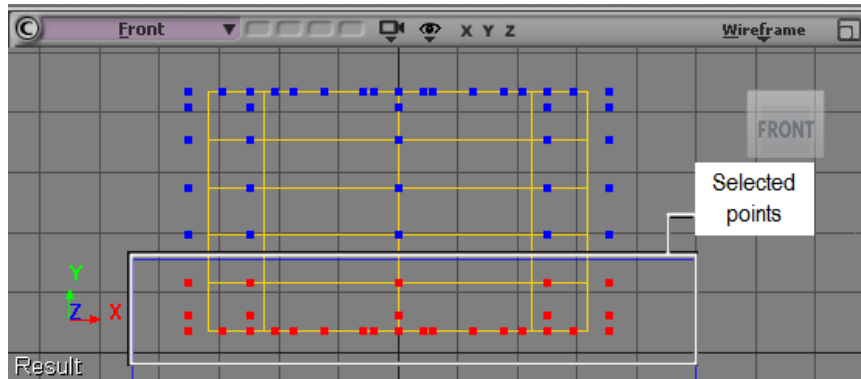 C Front X Y Z Wireframe
FRONT
Selected
points
Y
Z X
Result